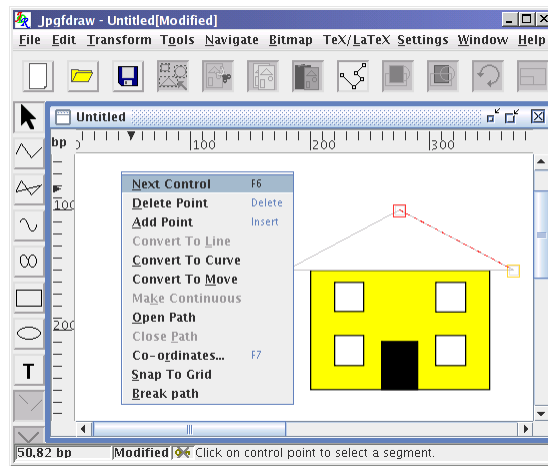 Jpgfdraw - Untitled[Modified]
File Edit Transform Tools Navigate Bitmap TeX/LaTeX Settings Window Help
Untitled
bp 0 100 200 300
100
200
Next Control F6
Delete Point Delete
Add Point Insert
Convert To Line
Convert To Curve
Convert To Move
Make Continuous
Open Path
Close Path
Co-ordinates... F7
Snap To Grid
Break path
T
50,82 bp Modified Click on control point to select a segment.